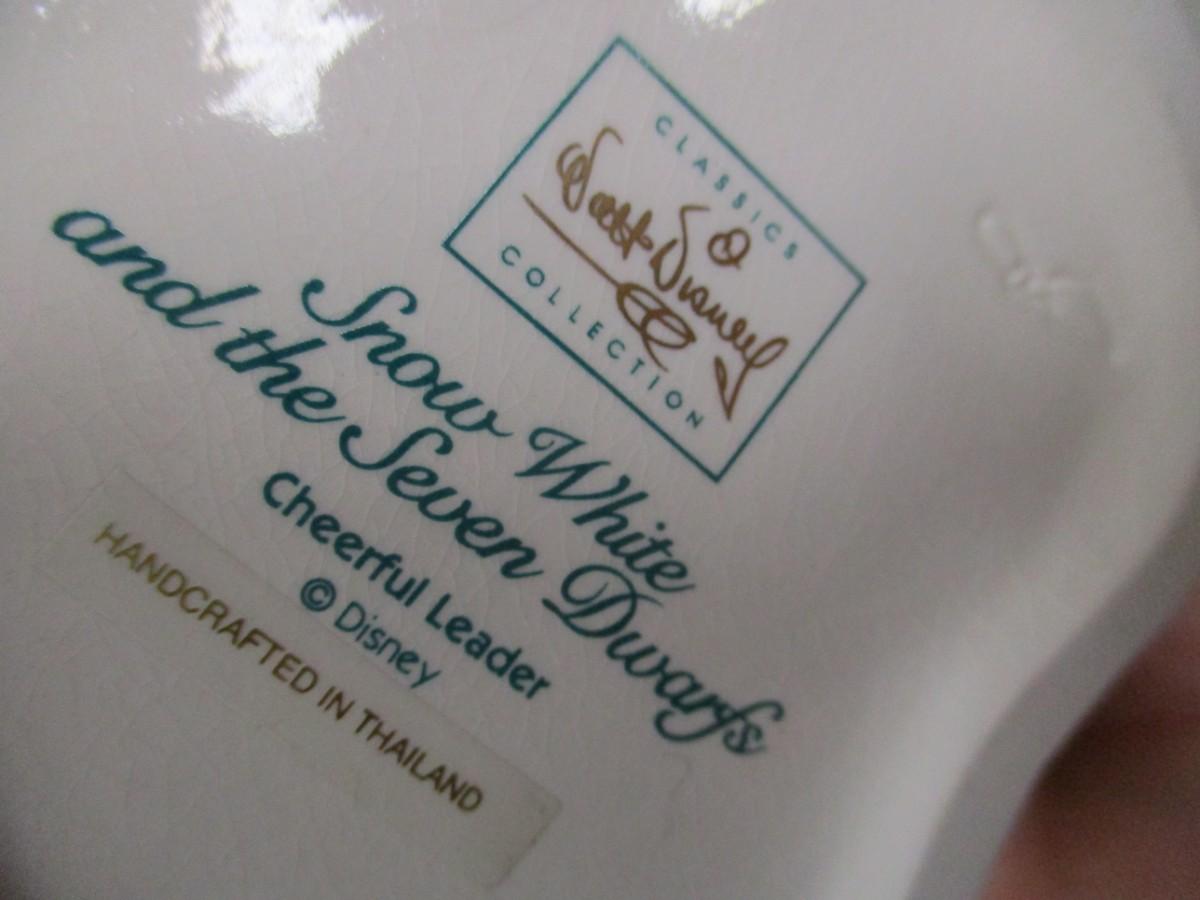 CLASSICS
Walt Disney
COLLECTION
Snow White
and the Seven Dwarfs
Cheerful Leader
© Disney
HANDCRAFTED IN THAILAND